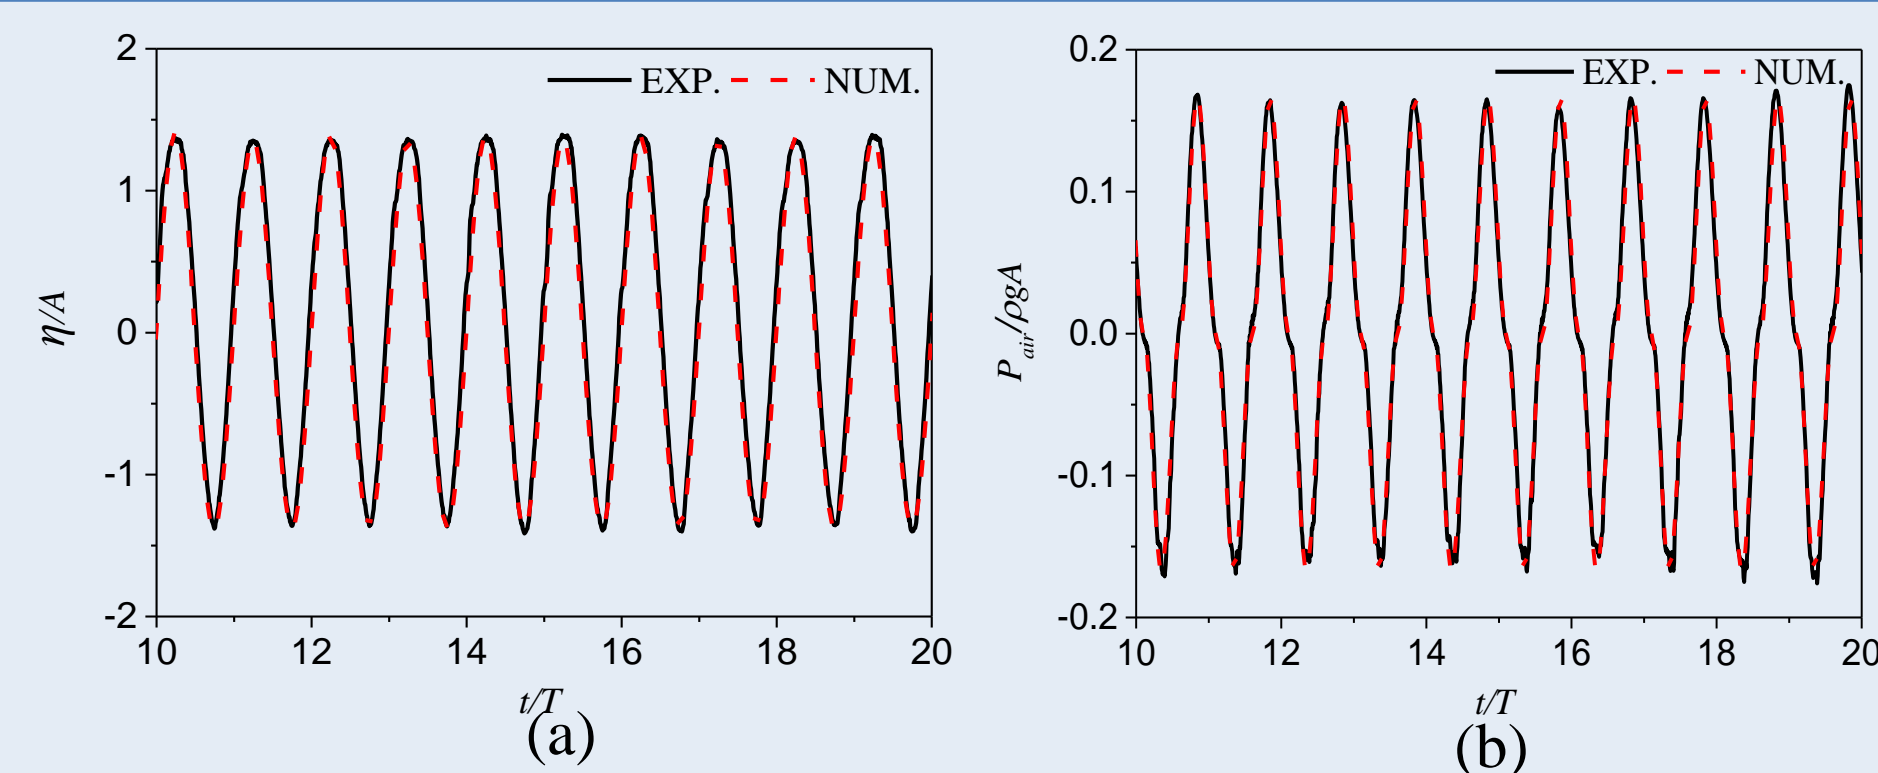 2
1
0
-1
-2
η/A
EXP. NUM.
10 12 14 16 18 20
t/T
(a)
0.2
0.1
0.0
-0.1
-0.2
P_air/ρgA
EXP. NUM.
10 12 14 16 18 20
t/T
(b)